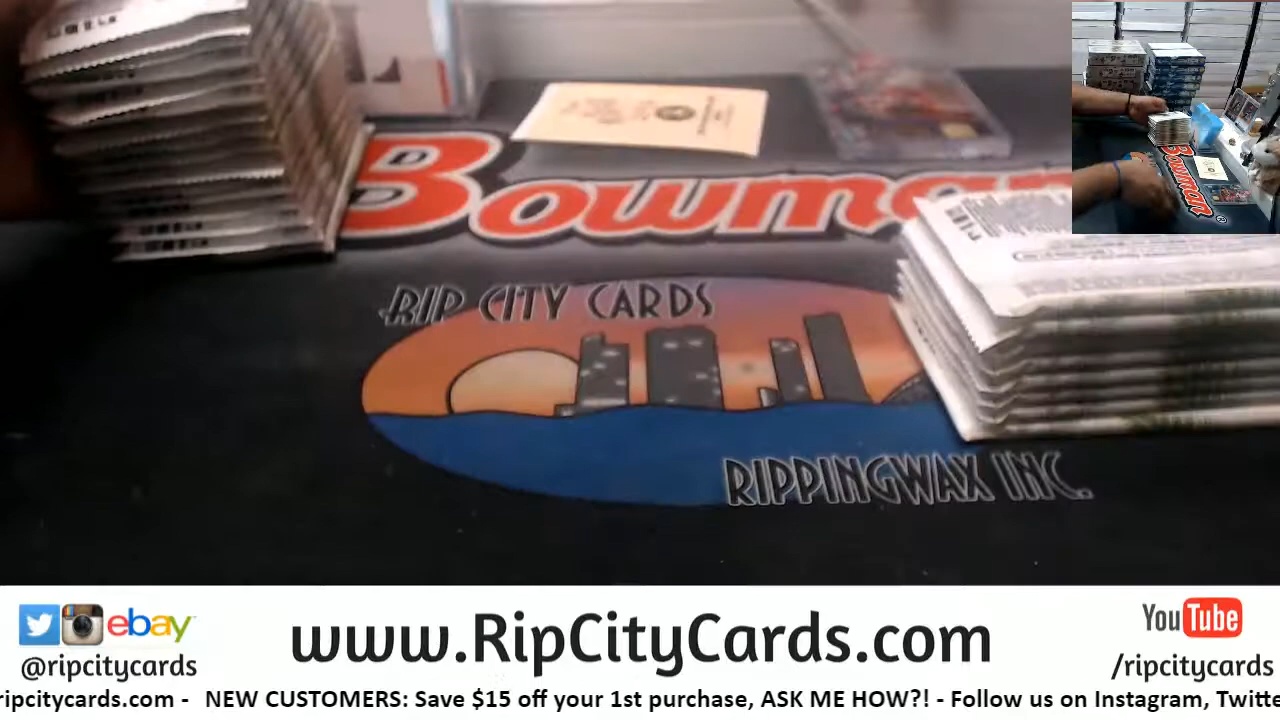 Bowman
RIP CITY CARDS
RIPPINGWAX INC.
ebay
www.RipCityCards.com
YouTube
@ripcitycards
/ripcitycards
ripcitycards.com - NEW CUSTOMERS: Save $15 off your 1st purchase, ASK ME HOW?! - Follow us on Instagram, Twitte